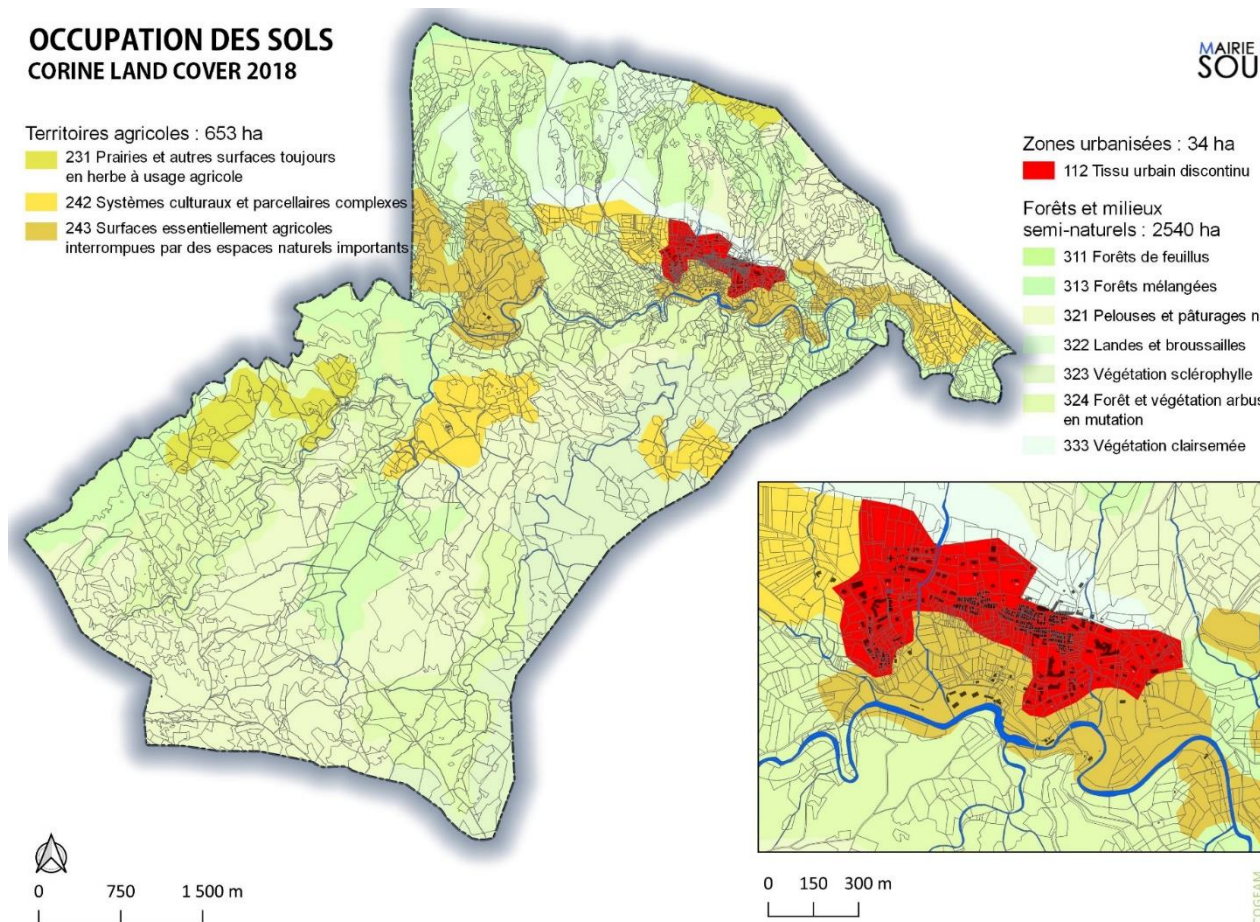 OCCUPATION DES SOLS
CORINE LAND COVER 2018
MAIRIE
SOU
Territoires agricoles : 653 ha
231 Prairies et autres surfaces toujours
en herbe à usage agricole
242 Systèmes culturaux et parcellaires complexes
243 Surfaces essentiellement agricoles
interrompues par des espaces naturels importants
Zones urbanisées : 34 ha
112 Tissu urbain discontinu
Forêts et milieux
semi-naturels : 2540 ha
311 Forêts de feuillus
313 Forêts mélangées
321 Pelouses et pâturages n
322 Landes et broussailles
323 Végétation sclérophylle
324 Forêt et végétation arbus
en mutation
333 Végétation clairsemée
0 750 1 500 m
0 150 300 m